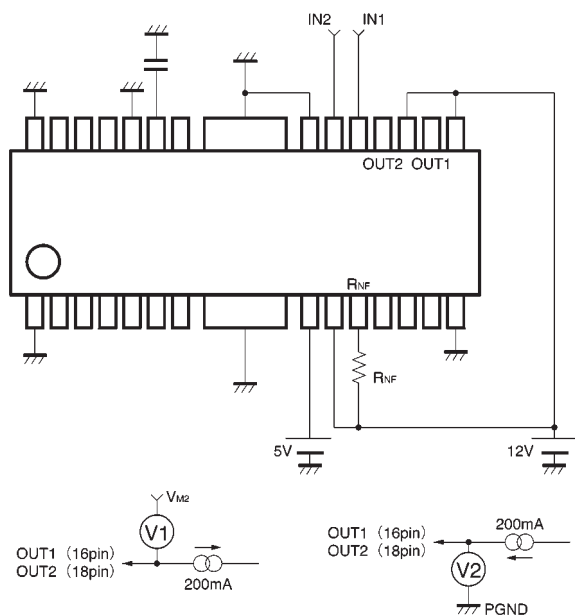 IN2 IN1
OUT2 OUT1
RNF
RNF
5V
12V
VM2
V1
OUT1 (16pin)
OUT2 (18pin)
200mA
200mA
OUT1 (16pin)
OUT2 (18pin)
V2
PGND